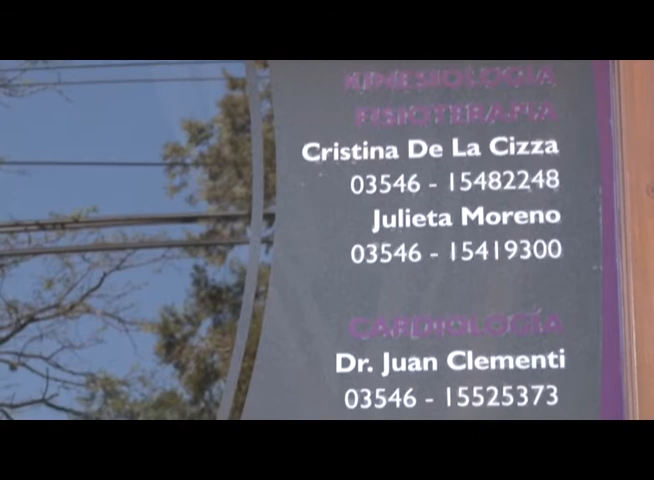 KINESIOLOGÍA
FISIOTERAPIA
Cristina De La Cizza
03546 - 15482248
Julieta Moreno
03546 - 15419300
CARDIOLOGÍA
Dr. Juan Clementi
03546 - 15525373